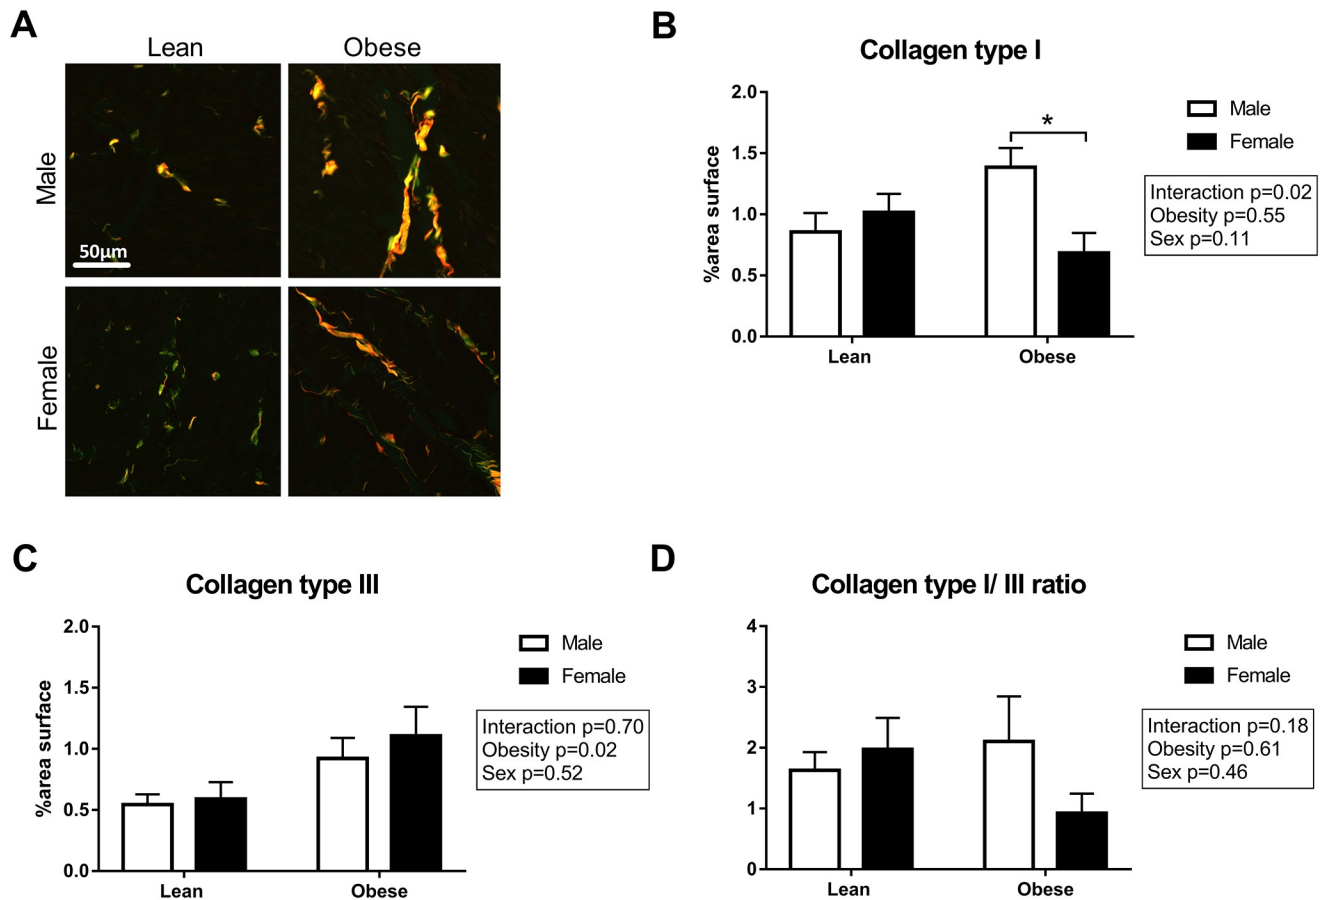 A
Lean Obese
Male
50µm
Female
B
Collagen type I
2.0
1.5
1.0
0.5
0.0
%area surface
Lean Obese
Male
Female
*
Interaction p=0.02
Obesity p=0.55
Sex p=0.11
C
Collagen type III
2.0
1.5
1.0
0.5
0.0
%area surface
Lean Obese
Male
Female
Interaction p=0.70
Obesity p=0.02
Sex p=0.52
D
Collagen type I/ III ratio
4
3
2
1
0
Lean Obese
Male
Female
Interaction p=0.18
Obesity p=0.61
Sex p=0.46